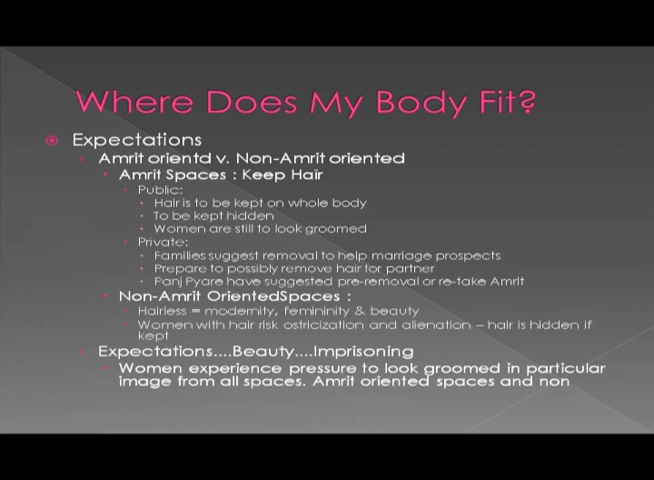 Where Does My Body Fit?
Expectations
Amrit orientd v. Non-Amrit oriented
Amrit Spaces : Keep Hair
Public:
Hair is to be kept on whole body
To be kept hidden
Women are still to look groomed
Private:
Families suggest removal to help marriage prospects
Prepare to possibly remove hair for partner
Panj Pyare have suggested pre-removal or re-take Amrit
Non-Amrit OrientedSpaces :
Hairless = modernity, femininity & beauty
Women with hair risk ostricization and alienation – hair is hidden if
kept
Expectations....Beauty....Imprisoning
Women experience pressure to look groomed in particular
image from all spaces. Amrit oriented spaces and non